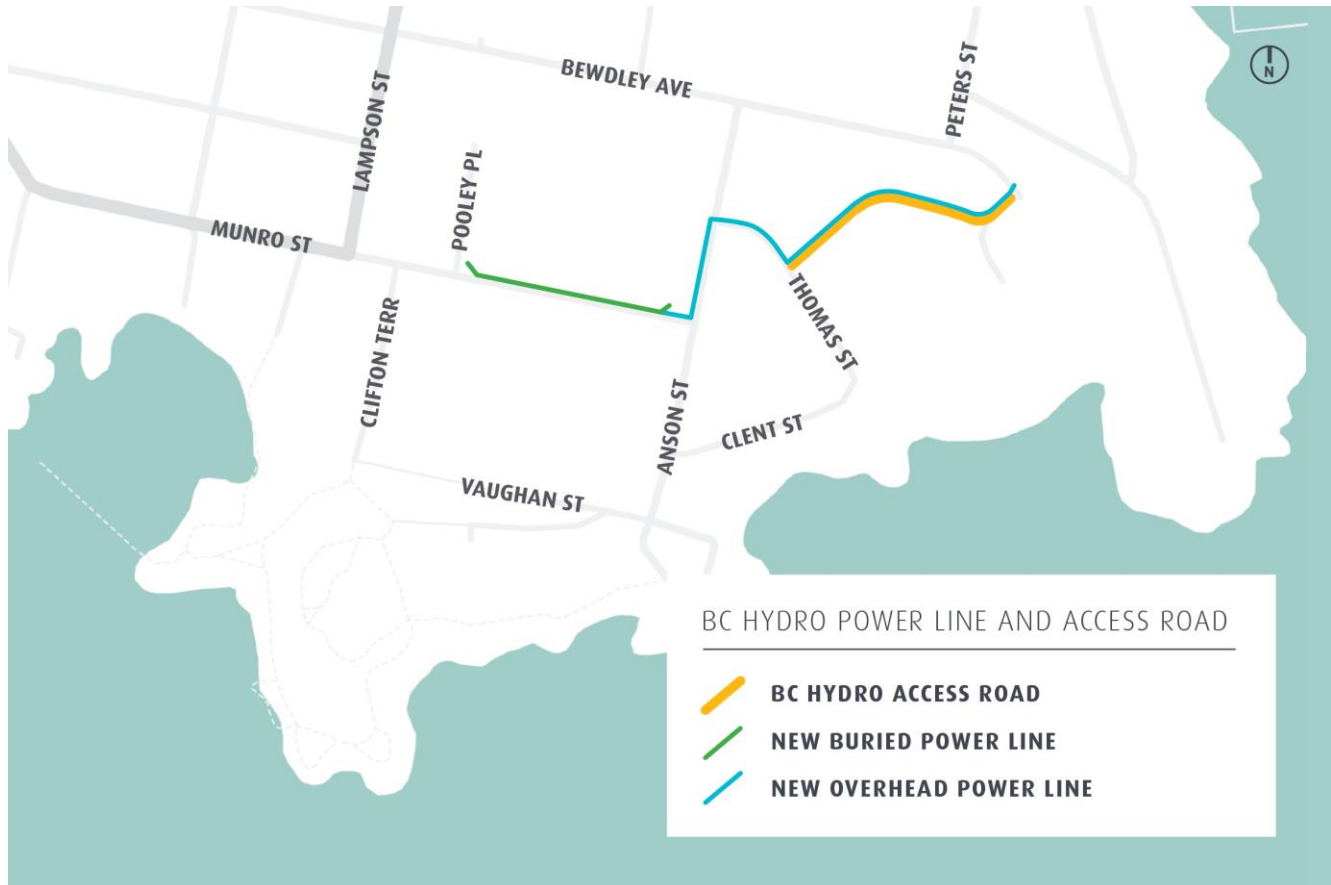 BEWDLEY AVE
PETERS ST
N
LAMPSON ST
POOLEY PL
MUNRO ST
CLIFTON TERR
THOMAS ST
ANSON ST
CLENT ST
VAUGHAN ST
BC HYDRO POWER LINE AND ACCESS ROAD
BC HYDRO ACCESS ROAD
NEW BURIED POWER LINE
NEW OVERHEAD POWER LINE